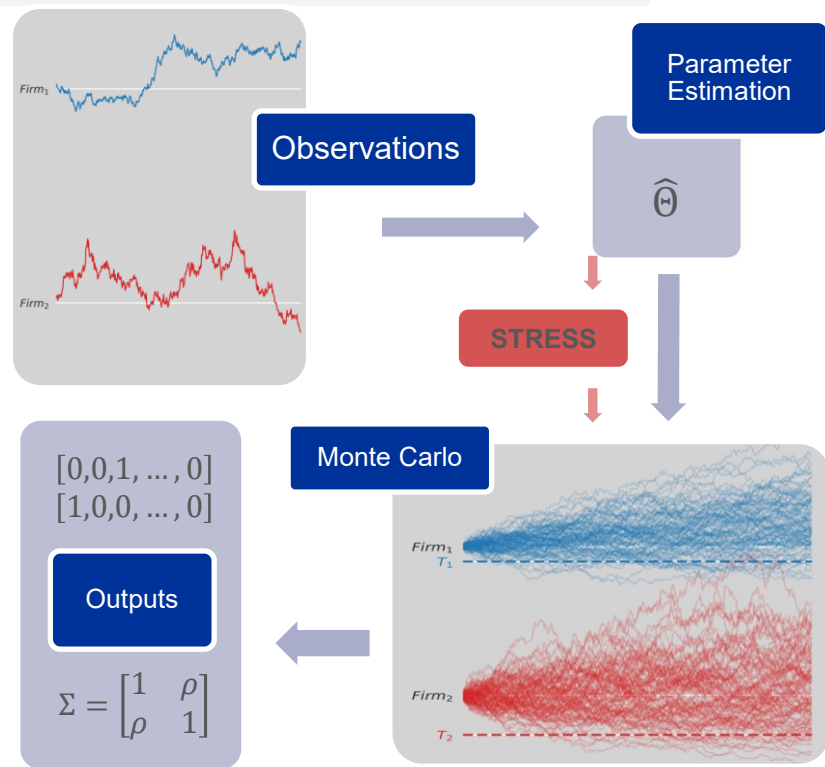 Firm₁
Observations
Firm₂
Parameter
Estimation
Θ̂
STRESS
Monte Carlo
Firm₁
T₁
Firm₂
T₂
[0,0,1, … , 0]
[1,0,0, … , 0]
Outputs
Σ = [1 ρ
ρ 1]